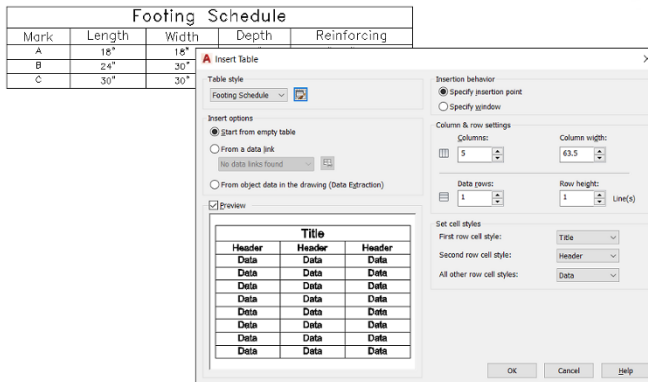 Footing Schedule
Mark Length Width Depth Reinforcing
A 18" 18"
B 24" 30"
C 30" 30"
A Insert Table
Table style
Footing Schedule
Insert options
Start from empty table
From a data link
No data links found
From object data in the drawing (Data Extraction)
Preview
Title
Header Header Header
Data Data Data
Data Data Data
Data Data Data
Data Data Data
Data Data Data
Data Data Data
Data Data Data
Data Data Data
Insertion behavior
Specify insertion point
Specify window
Column & row settings
Columns: Column width:
5 63.5
Data rows: Row height:
1 1 Line(s)
Set cell styles
First row cell style: Title
Second row cell style: Header
All other row cell styles: Data
OK Cancel Help